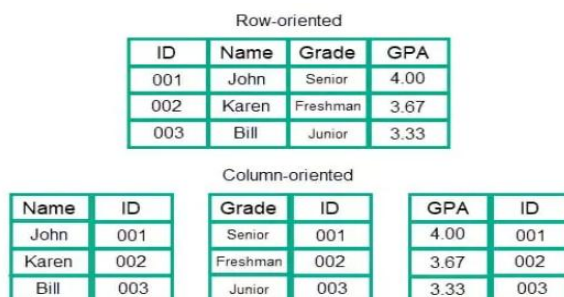 Row-oriented
ID Name Grade GPA
001 John Senior 4.00
002 Karen Freshman 3.67
003 Bill Junior 3.33
Column-oriented
Name ID Grade ID GPA ID
John 001 Senior 001 4.00 001
Karen 002 Freshman 002 3.67 002
Bill 003 Junior 003 3.33 003